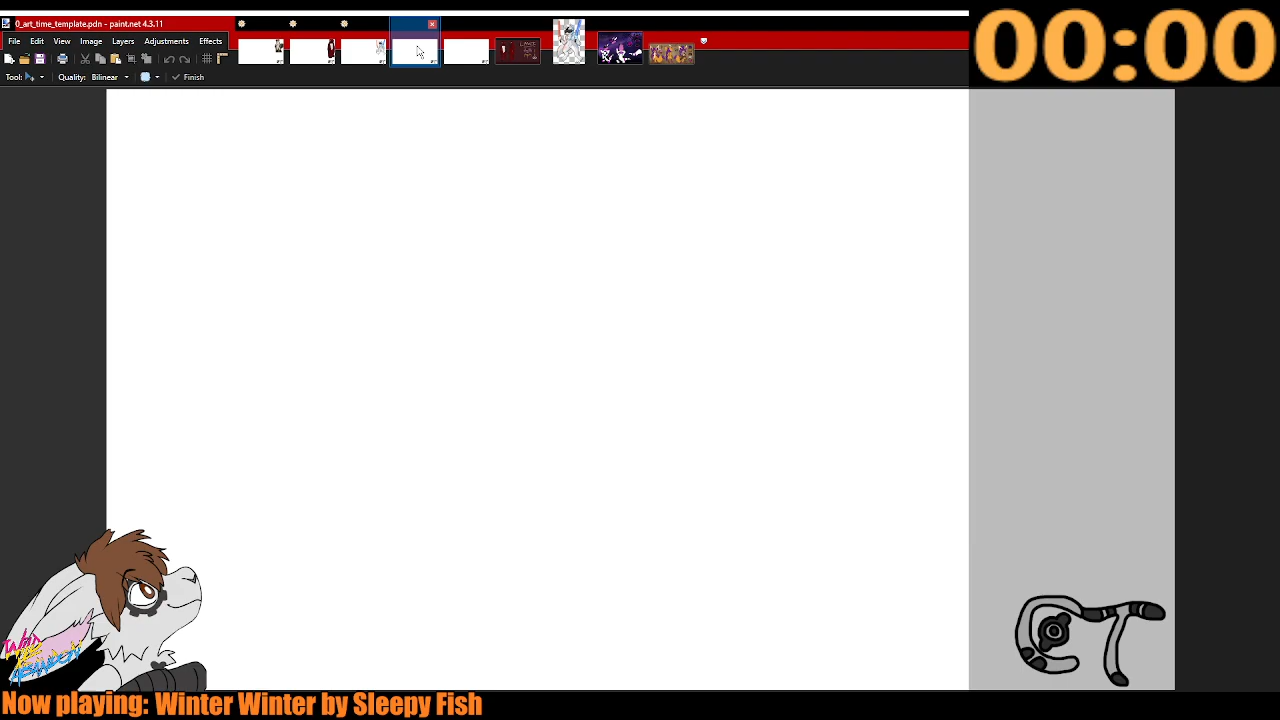 0_art_time_template.pdn - paint.net 4.3.11
00:00
File Edit View Image Layers Adjustments Effects
Tool: Quality: Bilinear Finish
CT
Now playing: Winter Winter by Sleepy Fish